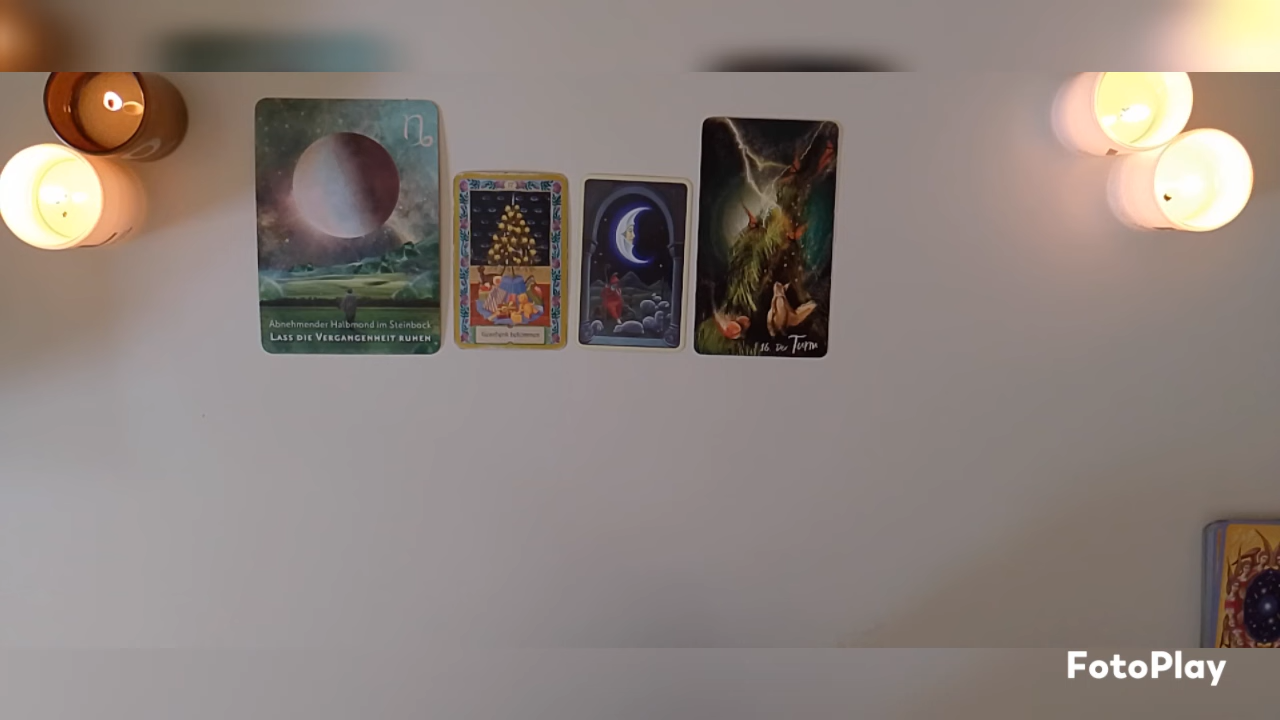 Abnehmender Halbmond im Steinbock
LASS DIE VERGANGENHEIT RUHEN
16. Der Turm
FotoPlay